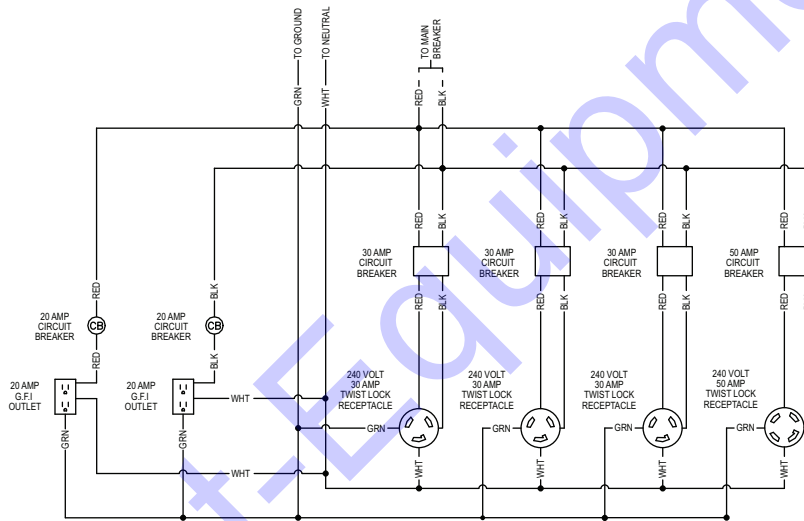 TO GROUND
TO NEUTRAL
TO MAIN
BREAKER
GRN
WHT
RED
BLK
RED
BLK
RED
BLK
RED
BLK
RED
30 AMP
CIRCUIT
BREAKER
30 AMP
CIRCUIT
BREAKER
30 AMP
CIRCUIT
BREAKER
50 AMP
CIRCUIT
BREAKER
RED
BLK
20 AMP
CIRCUIT
BREAKER
CB
20 AMP
CIRCUIT
BREAKER
CB
RED
BLK
RED
BLK
RED
BLK
RED
BLK
RED
20 AMP
G.F.I
OUTLET
20 AMP
G.F.I
OUTLET
240 VOLT
30 AMP
TWIST LOCK
RECEPTACLE
240 VOLT
30 AMP
TWIST LOCK
RECEPTACLE
240 VOLT
30 AMP
TWIST LOCK
RECEPTACLE
240 VOLT
50 AMP
TWIST LOCK
RECEPTACLE
WHT
GRN
GRN
GRN
GRN
GRN
GRN
WHT
WHT
WHT
WHT
WHT
t-Equipm